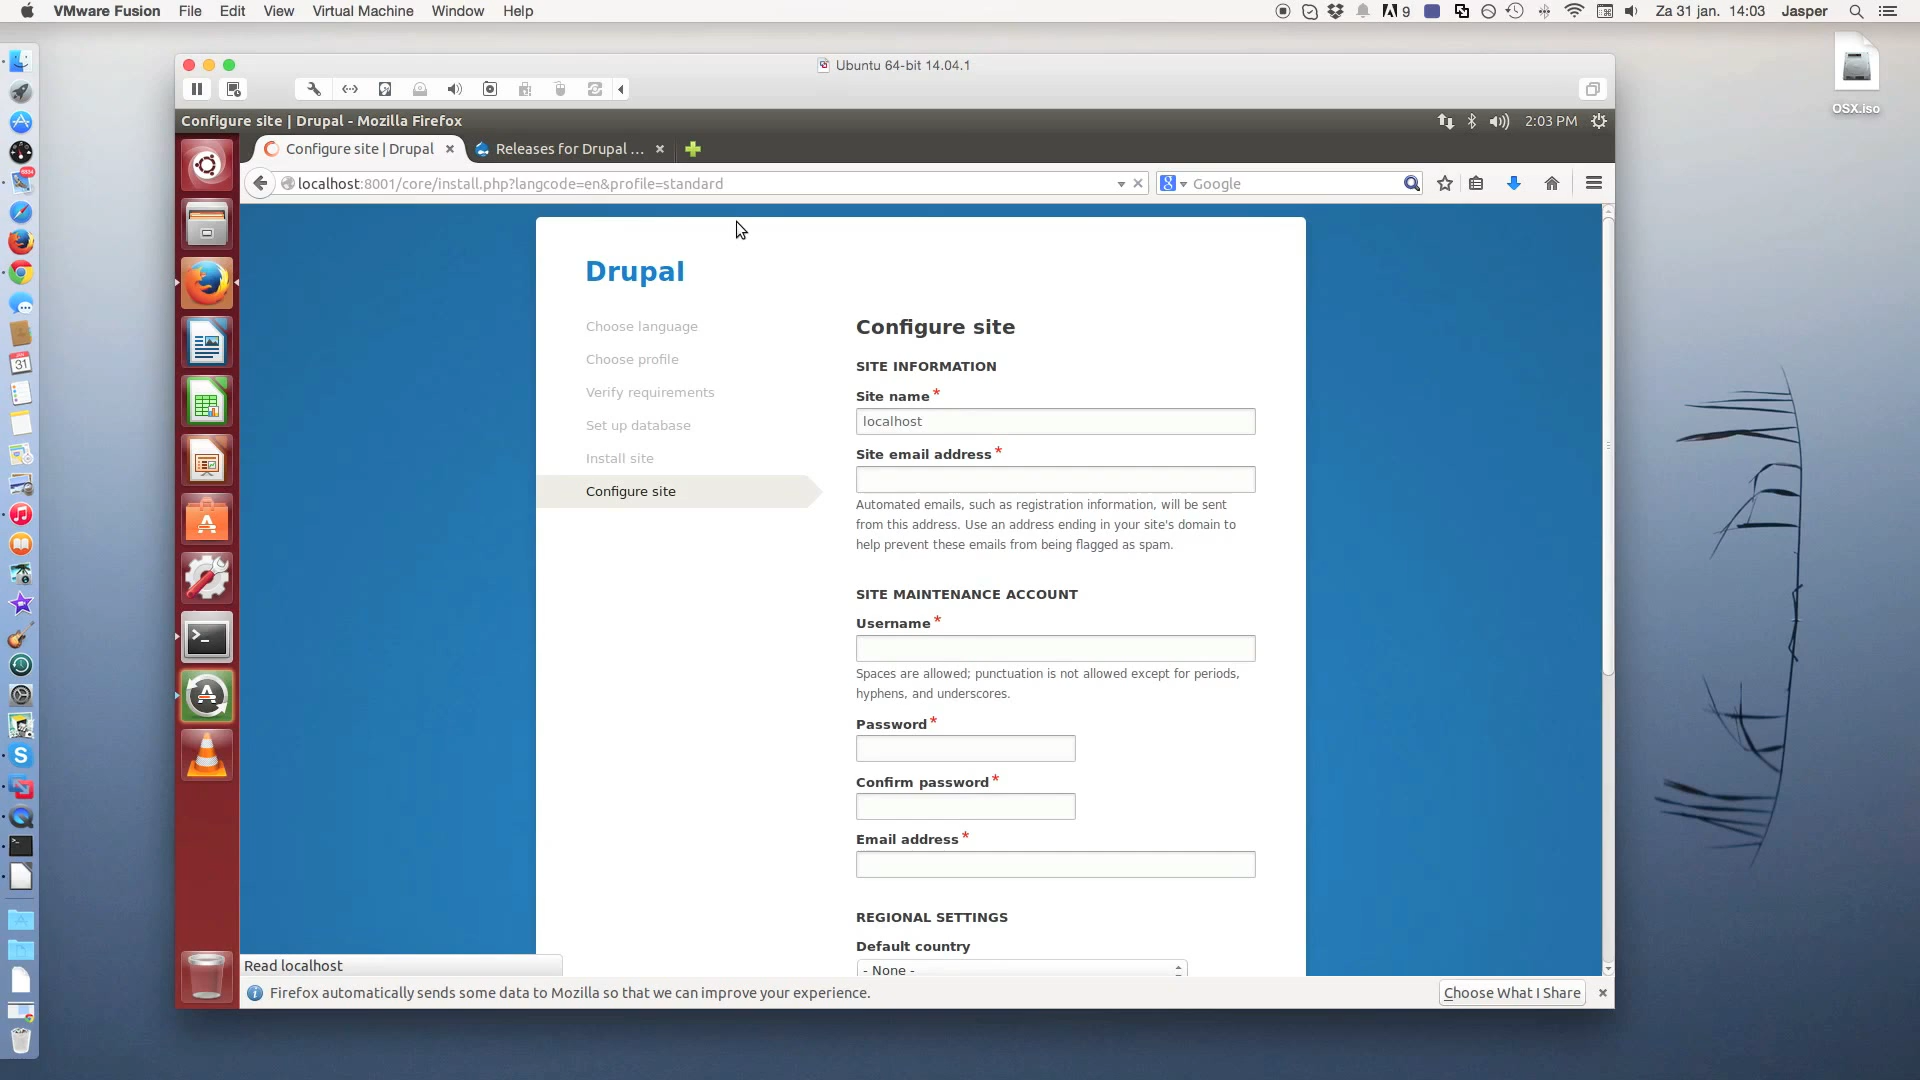 VMware Fusion File Edit View Virtual Machine Window Help
9 Za 31 jan. 14:03 Jasper
OSX.iso
Ubuntu 64-bit 14.04.1
Configure site | Drupal - Mozilla Firefox
2:03 PM
Configure site | Drupal
Releases for Drupal ...
localhost:8001/core/install.php?langcode=en&profile=standard
Google
Drupal
Choose language
Choose profile
Verify requirements
Set up database
Install site
Configure site
Configure site
SITE INFORMATION
Site name *
localhost
Site email address *
Automated emails, such as registration information, will be sent
from this address. Use an address ending in your site's domain to
help prevent these emails from being flagged as spam.
SITE MAINTENANCE ACCOUNT
Username *
Spaces are allowed; punctuation is not allowed except for periods,
hyphens, and underscores.
Password *
Confirm password *
Email address *
REGIONAL SETTINGS
Default country
- None -
Read localhost
Firefox automatically sends some data to Mozilla so that we can improve your experience.
Choose What I Share
31